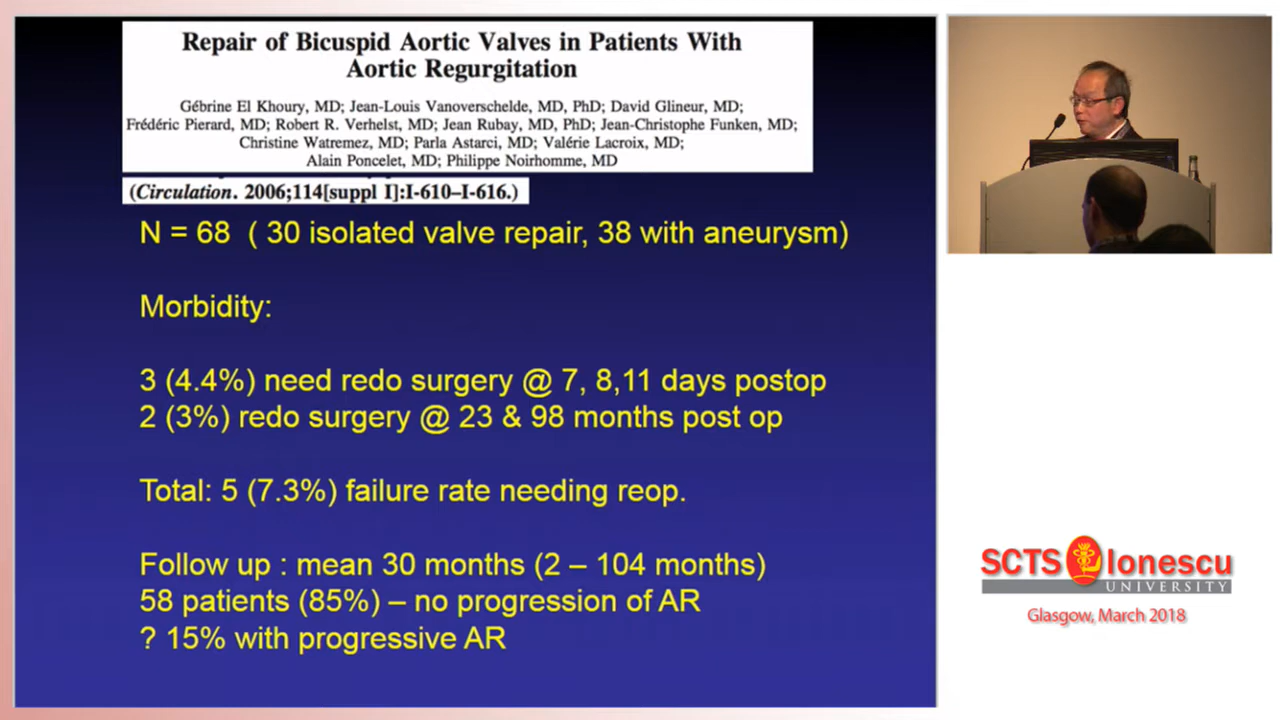 Repair of Bicuspid Aortic Valves in Patients With
Aortic Regurgitation
Gébrine El Khoury, MD; Jean-Louis Vanoverschelde, MD, PhD; David Glineur, MD;
Frédéric Pierard, MD; Robert R. Verhelst, MD; Jean Rubay, MD, PhD; Jean-Christophe Funken, MD;
Christine Watremez, MD; Parla Astarci, MD; Valérie Lacroix, MD;
Alain Poncelet, MD; Philippe Noirhomme, MD
(Circulation. 2006;114[suppl I]:I-610–I-616.)
N = 68 ( 30 isolated valve repair, 38 with aneurysm)
Morbidity:
3 (4.4%) need redo surgery @ 7, 8,11 days postop
2 (3%) redo surgery @ 23 & 98 months post op
Total: 5 (7.3%) failure rate needing reop.
Follow up : mean 30 months (2 – 104 months)
58 patients (85%) – no progression of AR
? 15% with progressive AR
SCTS Ionescu
UNIVERSITY
Glasgow, March 2018